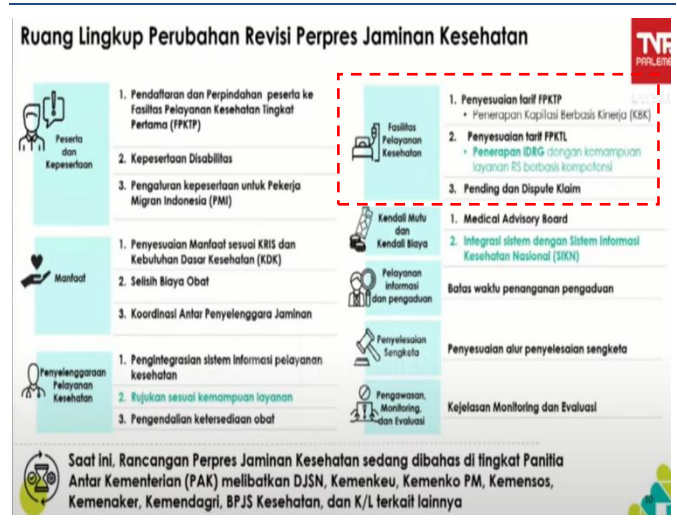 Ruang Lingkup Perubahan Revisi Perpres Jaminan Kesehatan
TVR
PARLEME
Peserta
dan
Kepesertaan
1. Pendaftaran dan Perpindahan peserta ke
Fasiltas Pelayanan Kesehatan Tingkat
Pertama (FPKTP)
2. Kepesertaan Disabilitas
3. Pengaturan kepesertaan untuk Pekerja
Migran Indonesia (PMI)
Manfaat
1. Penyesuaian Manfaat sesuai KRIS dan
Kebutuhan Dasar Kesehatan (KDK)
2. Selisih Biaya Obat
3. Koordinasi Antar Penyelenggara Jaminan
Penyelenggaraan
Pelayanan
Kesehatan
1. Pengintegrasian sistem informasi pelayanan
kesehatan
2. Rujukan sesuai kemampuan layanan
3. Pengendalian ketersediaan obat
Fasilitas
Pelayanan
Kesehatan
1. Penyesuaian tarif FPKTP
• Penerapan Kapitasi Berbasis Kinerja (KBK)
2. Penyesuaian tarif FPKTL
• Penerapan IDRG dengan kemampuan
layanan RS berbasis kompetensi
3. Pending dan Dispute Klaim
Kendali Mutu
dan
Kendali Biaya
1. Medical Advisory Board
2. Integrasi sistem dengan Sistem Informasi
Kesehatan Nasional (SIKN)
Pelayanan
informasi
dan pengaduan
Batas waktu penanganan pengaduan
Penyelesaian
Sengketa
Penyesuaian alur penyelesaian sengketa
Pengawasan,
Monitoring,
dan Evaluasi
Kejelasan Monitoring dan Evaluasi
Saat ini, Rancangan Perpres Jaminan Kesehatan sedang dibahas di tingkat Panitia
Antar Kementerian (PAK) melibatkan DJSN, Kemenkeu, Kemenko PM, Kemensos,
Kemenaker, Kemendagri, BPJS Kesehatan, dan K/L terkait lainnya